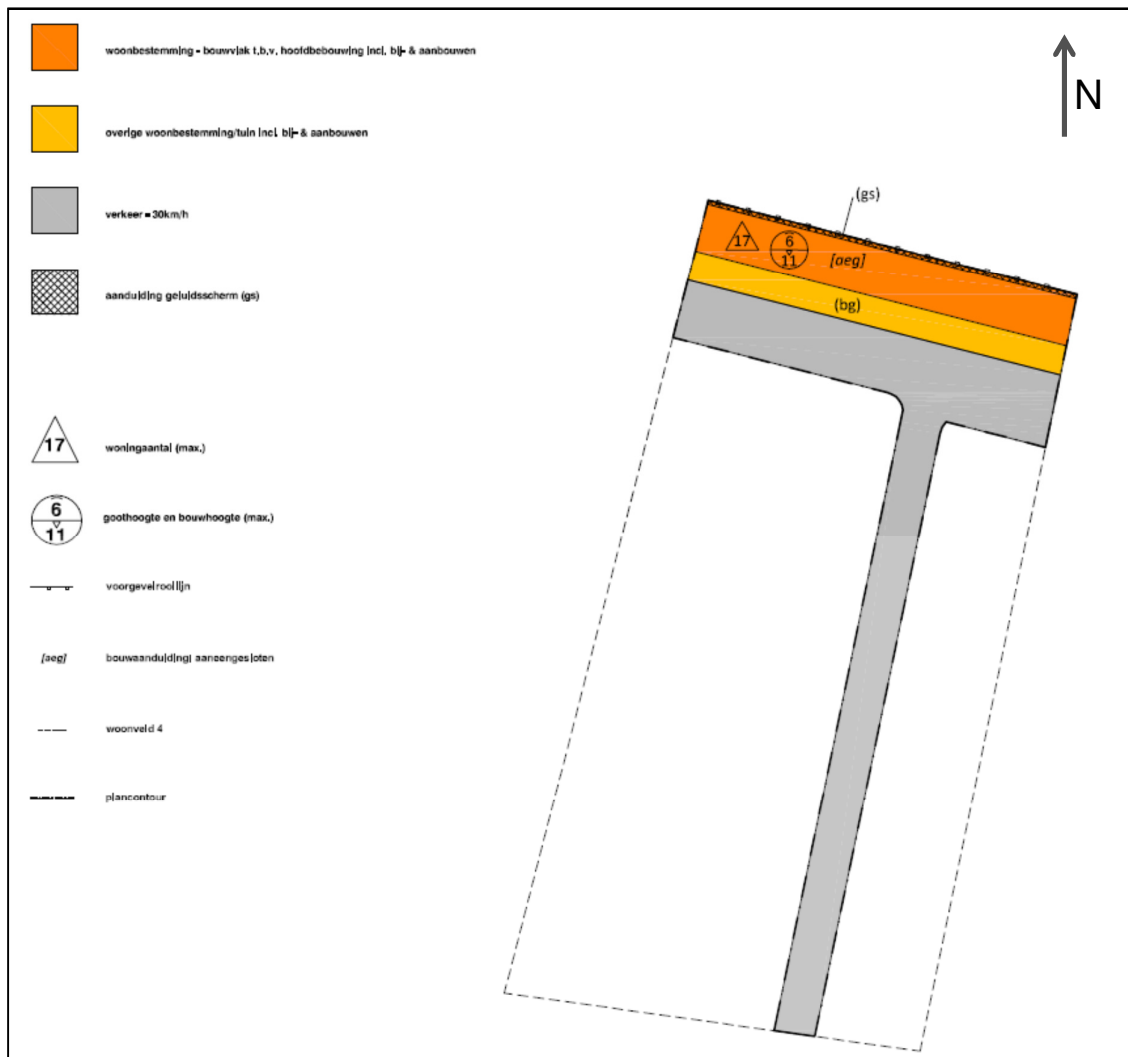 woonbestemming - bouwvlak t.b.v. hoofdbebouwing incl. bij- & aanbouwen
overige woonbestemming/tuin incl. bij- & aanbouwen
verkeer - 30km/h
aanduiding geluidsscherm (gs)
17
woningaantal (max.)
6
11
goothoogte en bouwhoogte (max.)
voorgevelrooilijn
[aeg]
bouwaanduiding: aaneengesloten
woonveld 4
plancontour
N
(gs)
17
6
11
[aeg]
(bg)